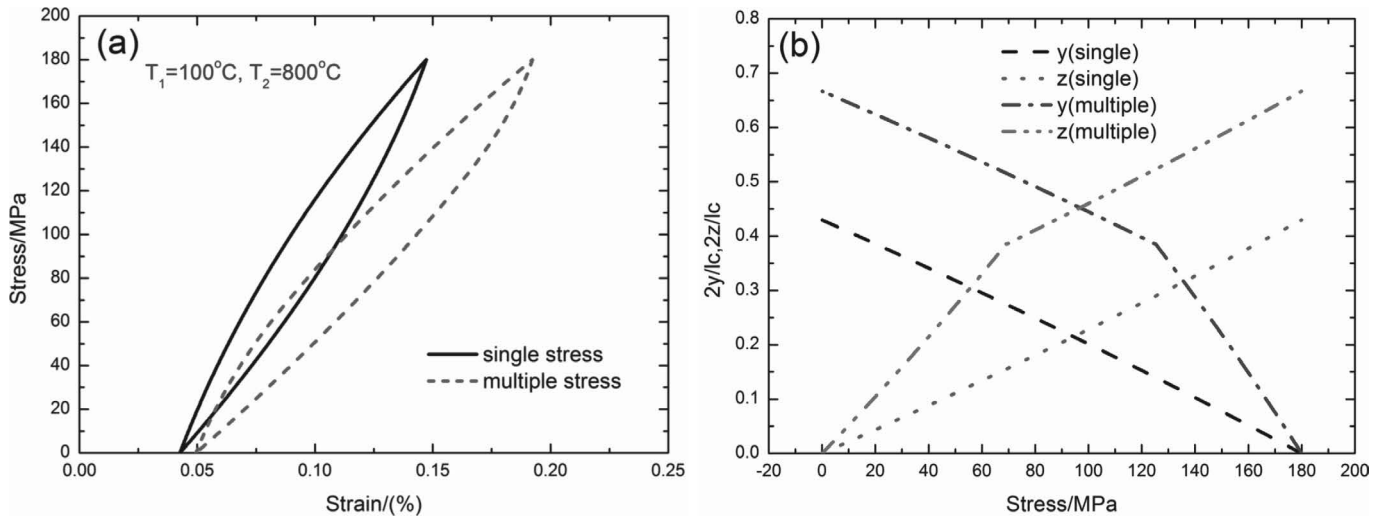 (a)
T1=100°C, T2=800°C
200
180
160
140
120
100
80
60
40
20
0
0.00 0.05 0.10 0.15 0.20 0.25
Stress/MPa
Strain/(%)
single stress
multiple stress
(b)
y(single)
z(single)
y(multiple)
z(multiple)
0.8
0.7
0.6
0.5
0.4
0.3
0.2
0.1
0.0
-20 0 20 40 60 80 100 120 140 160 180 200
2y/lc,2z/lc
Stress/MPa